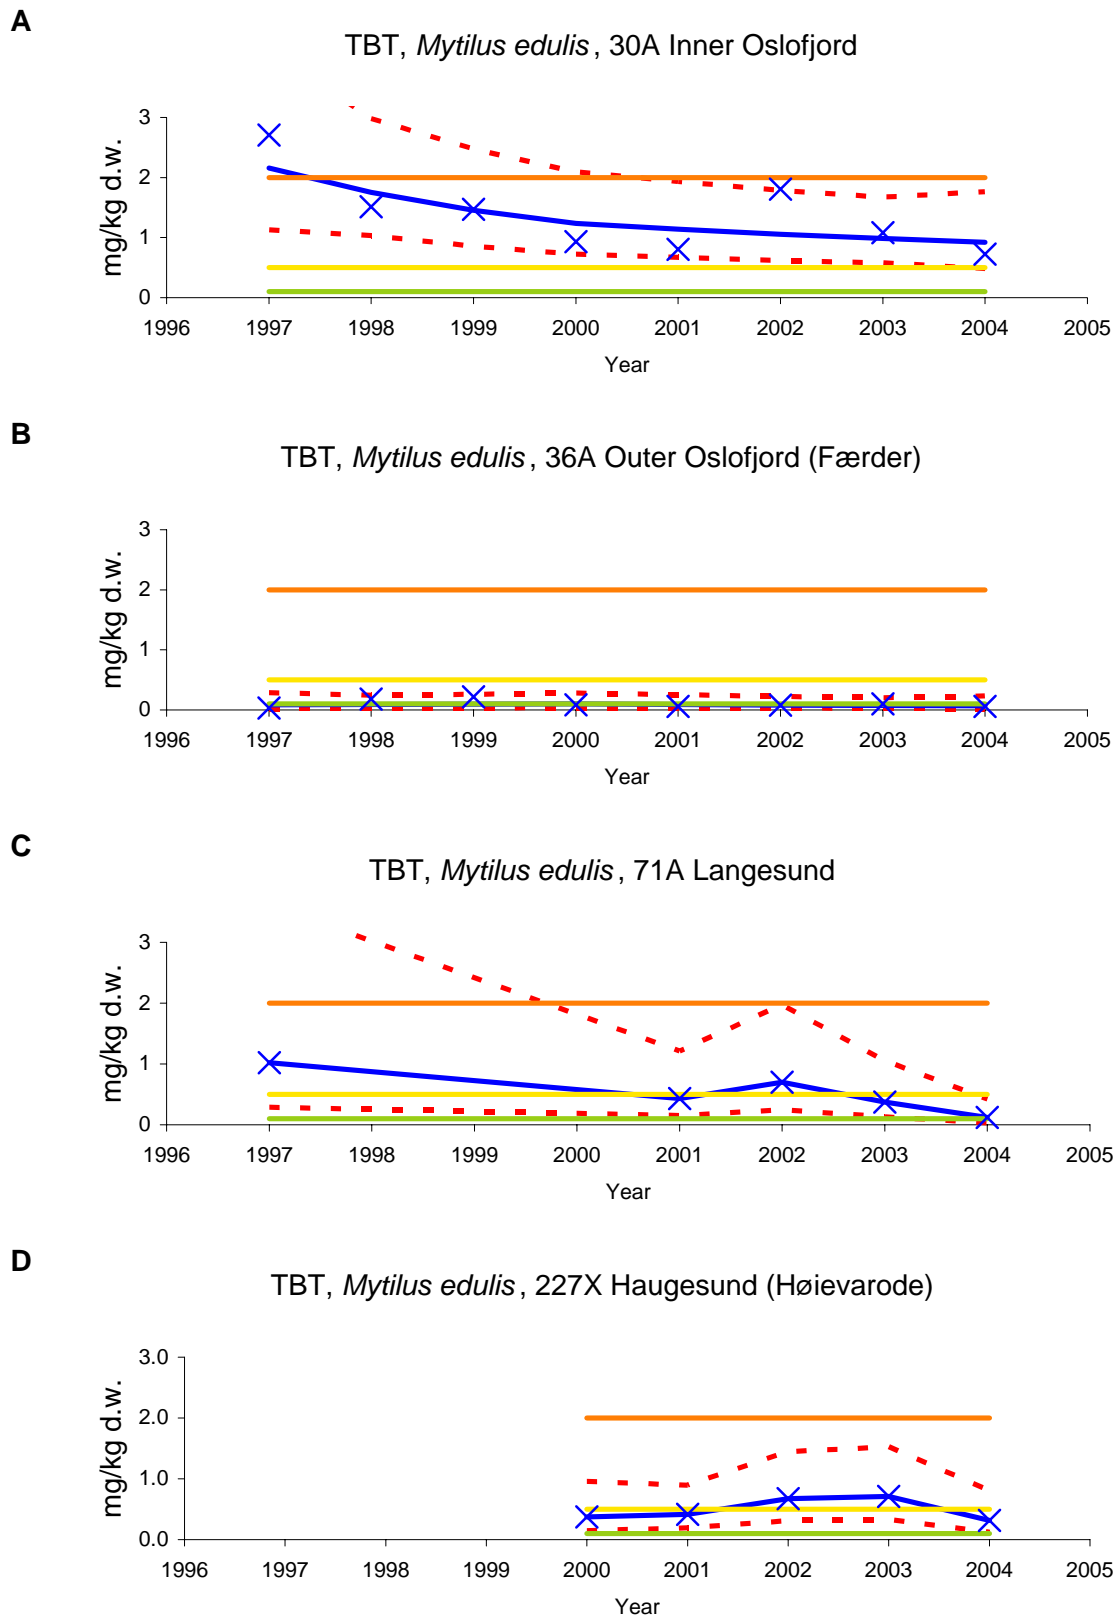 A
TBT, Mytilus edulis, 30A Inner Oslofjord
mg/kg d.w.
3
2
1
0
1996 1997 1998 1999 2000 2001 2002 2003 2004 2005
Year
B
TBT, Mytilus edulis, 36A Outer Oslofjord (Færder)
mg/kg d.w.
3
2
1
0
1996 1997 1998 1999 2000 2001 2002 2003 2004 2005
Year
C
TBT, Mytilus edulis, 71A Langesund
mg/kg d.w.
3
2
1
0
1996 1997 1998 1999 2000 2001 2002 2003 2004 2005
Year
D
TBT, Mytilus edulis, 227X Haugesund (Høievarode)
mg/kg d.w.
3.0
2.0
1.0
0.0
1996 1997 1998 1999 2000 2001 2002 2003 2004 2005
Year